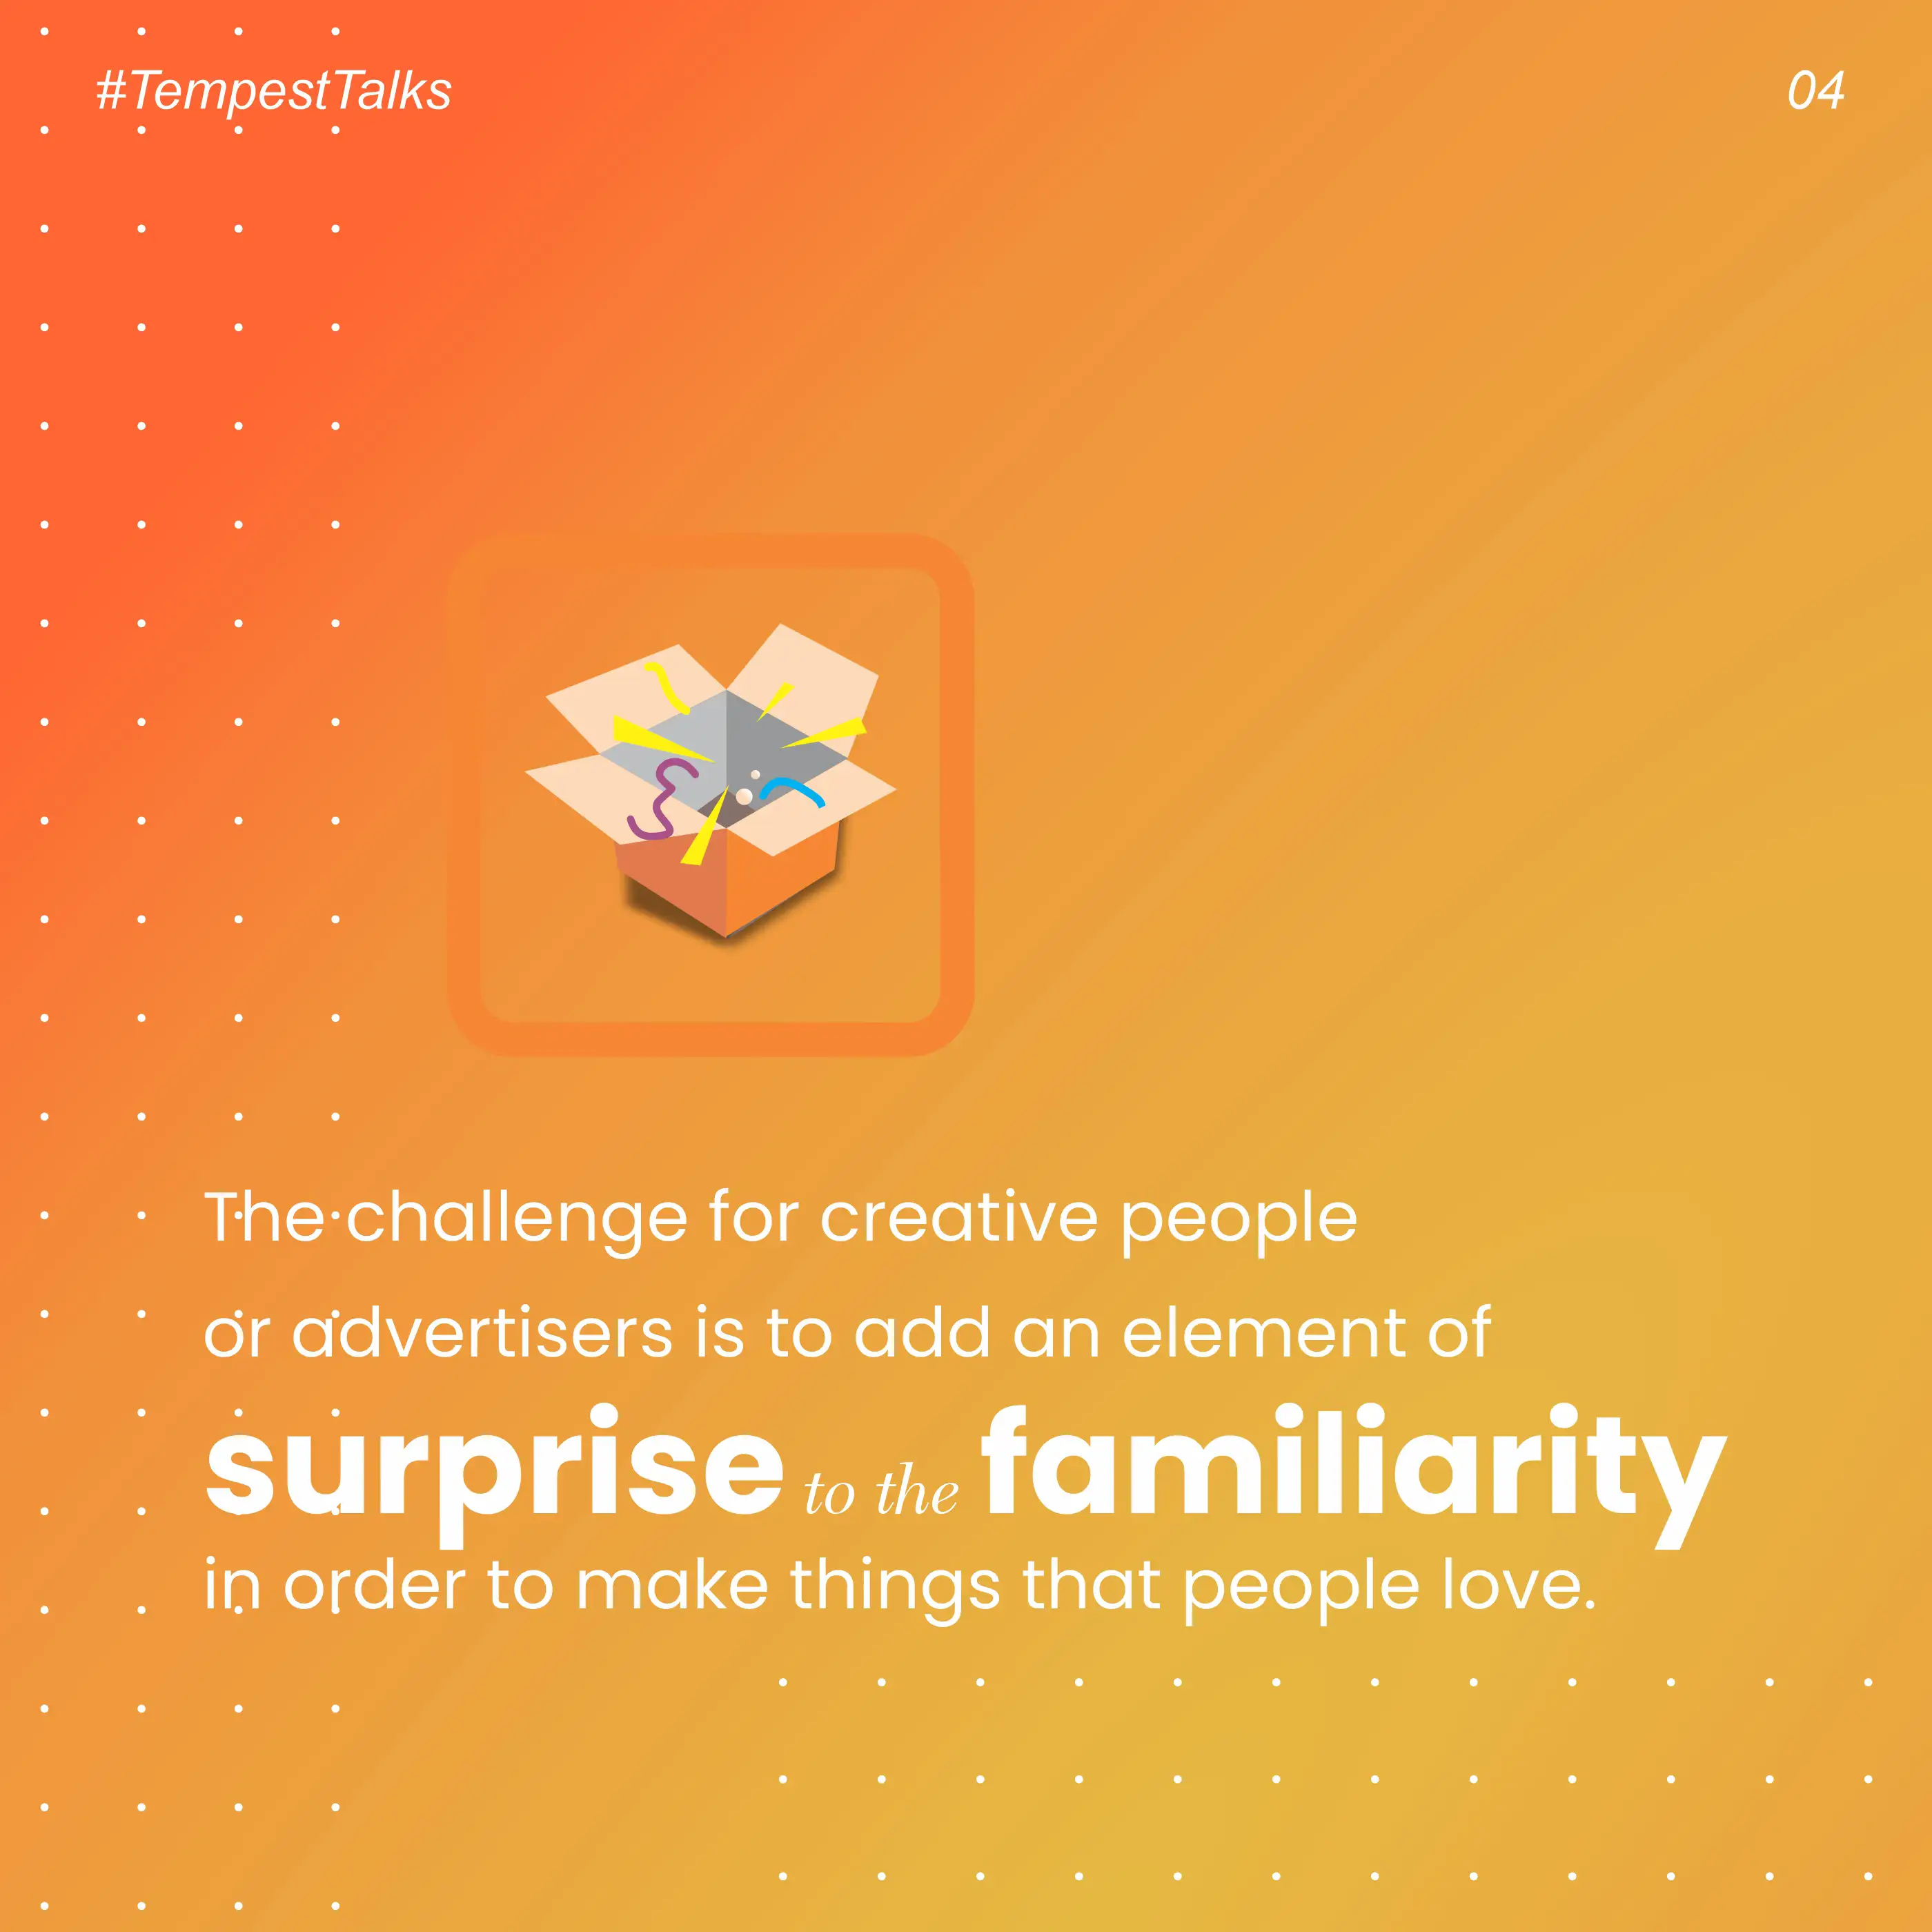 #TempestTalks
04
The challenge for creative people
or advertisers is to add an element of
surprise to the familiarity
in order to make things that people love.